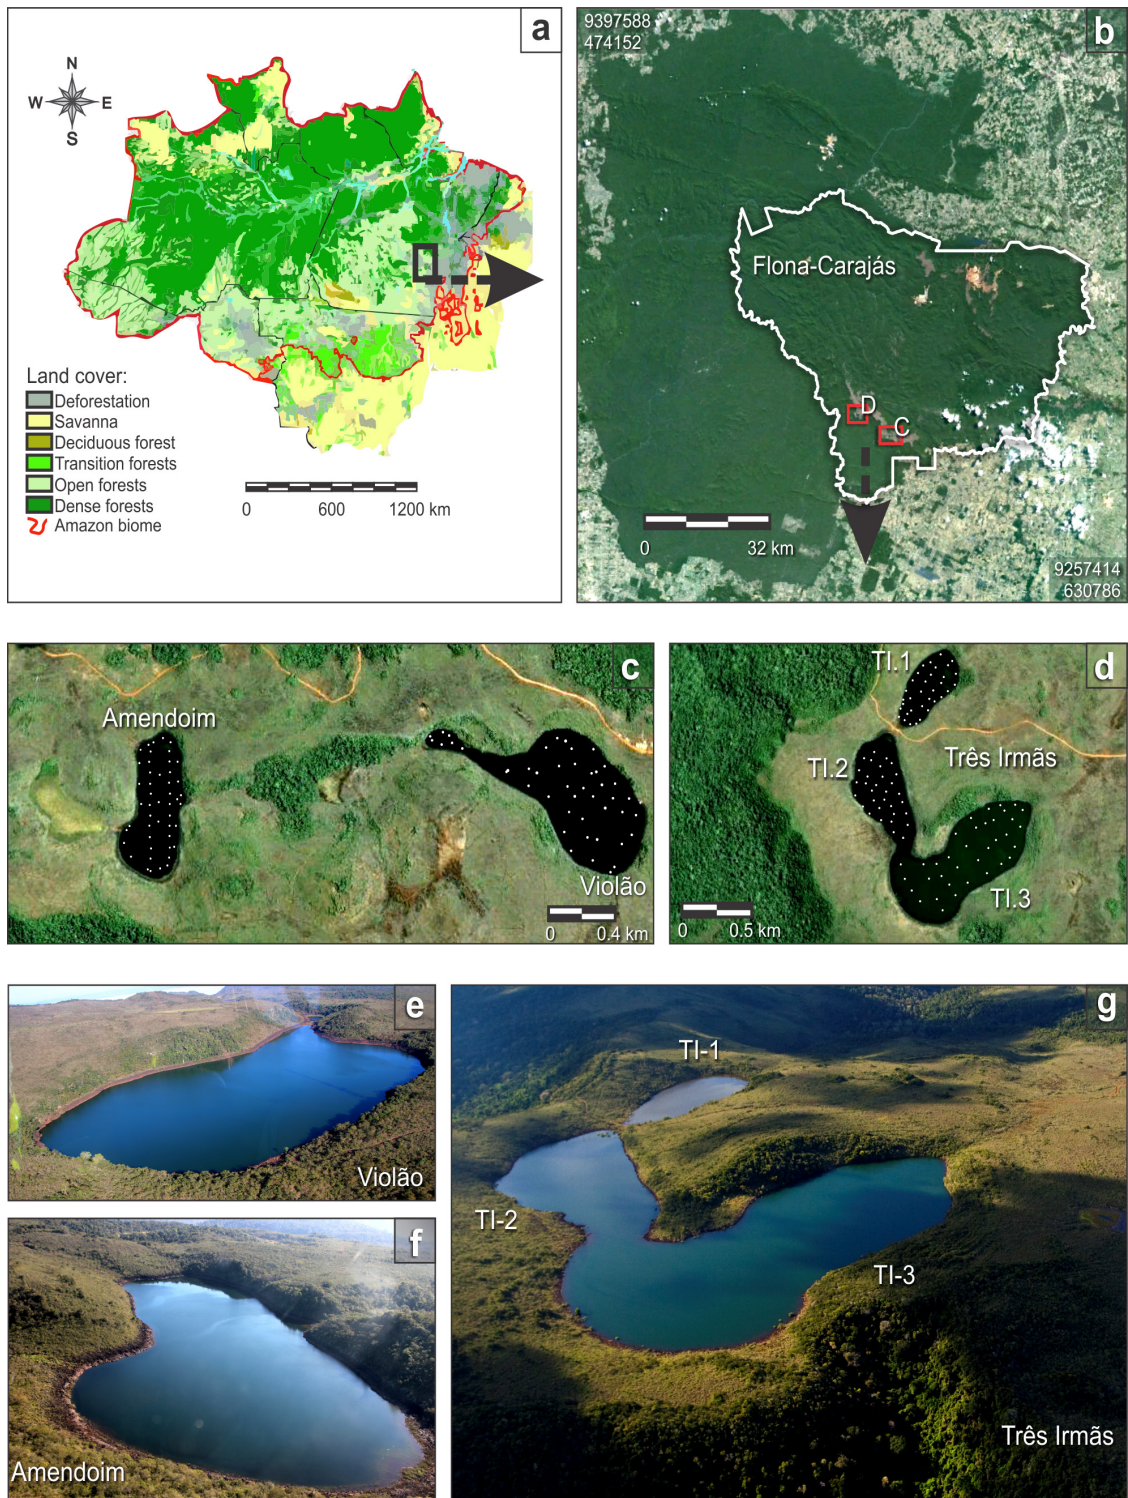 a
N
W E
S
Land cover:
Deforestation
Savanna
Deciduous forest
Transition forests
Open forests
Dense forests
Amazon biome
0 600 1200 km
b
9397588
474152
Flona-Carajás
D
C
0 32 km
9257414
630786
c
Amendoim
Violão
0 0.4 km
d
TI.1
TI.2
Três Irmãs
TI.3
0 0.5 km
e
Violão
f
Amendoim
g
TI-1
TI-2
TI-3
Três Irmãs